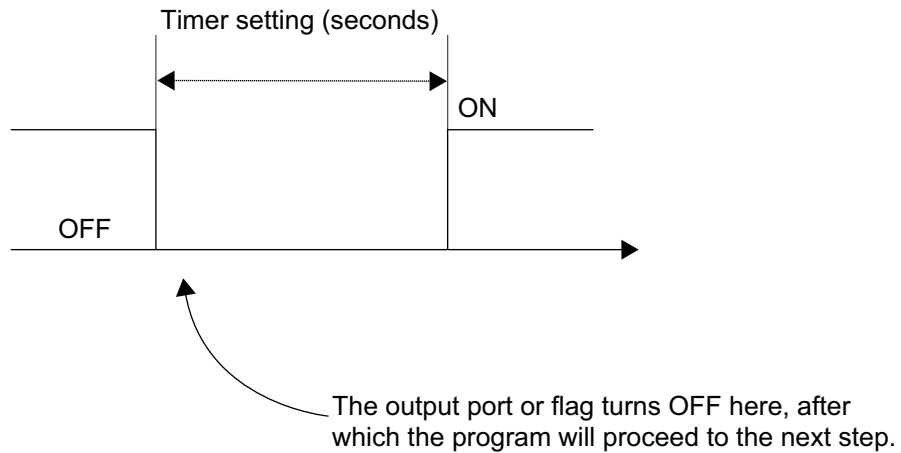 Timer setting (seconds)
ON
OFF
The output port or flag turns OFF here, after
which the program will proceed to the next step.